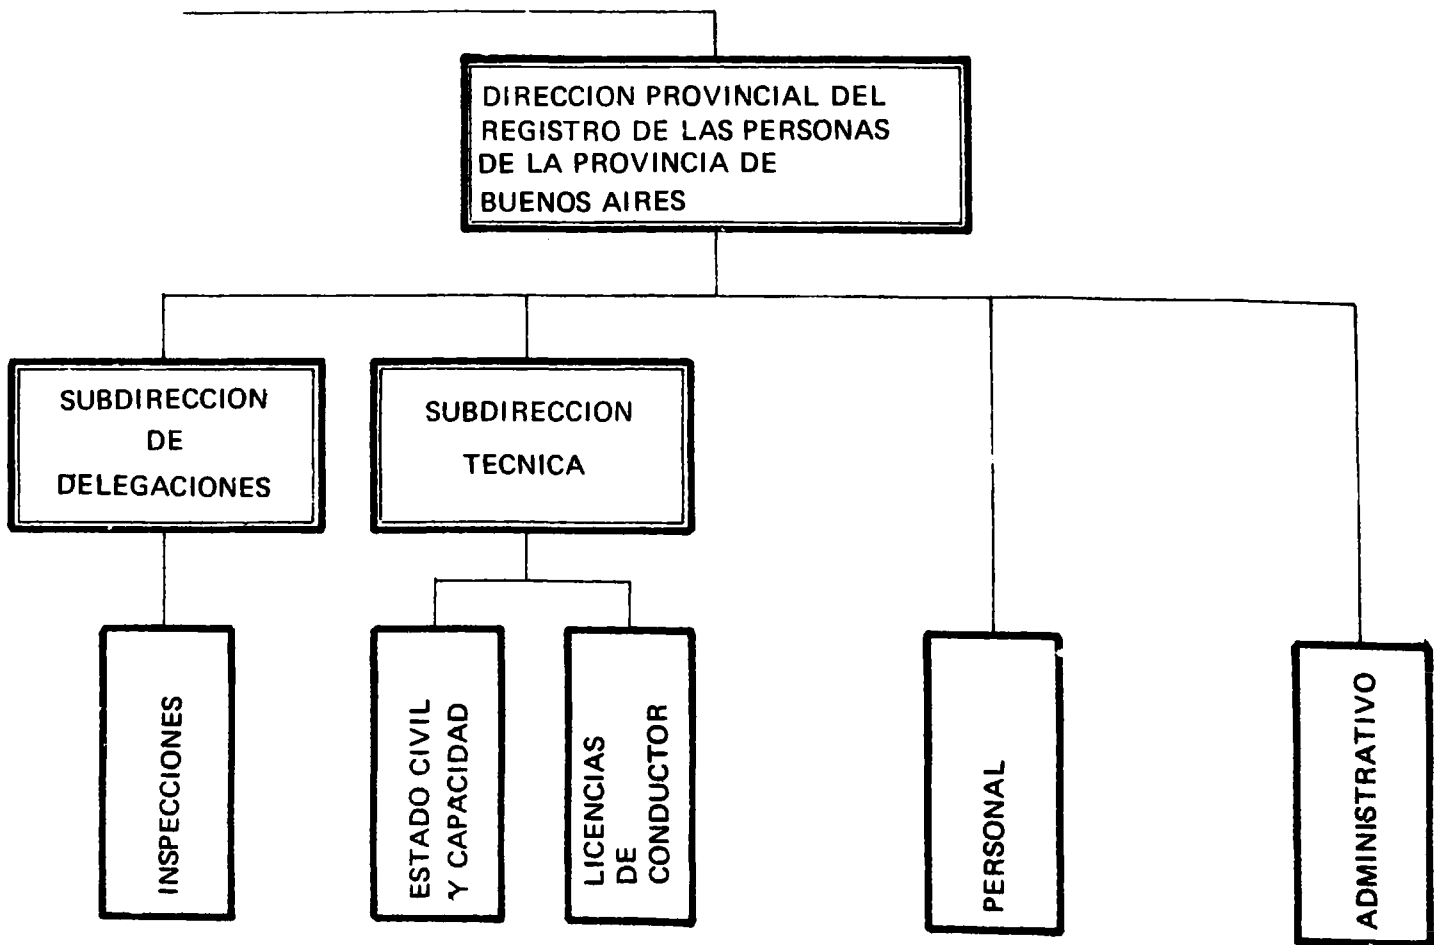 DIRECCION PROVINCIAL DEL
REGISTRO DE LAS PERSONAS
DE LA PROVINCIA DE
BUENOS AIRES
SUBDIRECCION
DE
DELEGACIONES
SUBDIRECCION
TECNICA
INSPECCIONES
ESTADO CIVIL
Y CAPACIDAD
LICENCIAS
DE
CONDUCTOR
PERSONAL
ADMINISTRATIVO